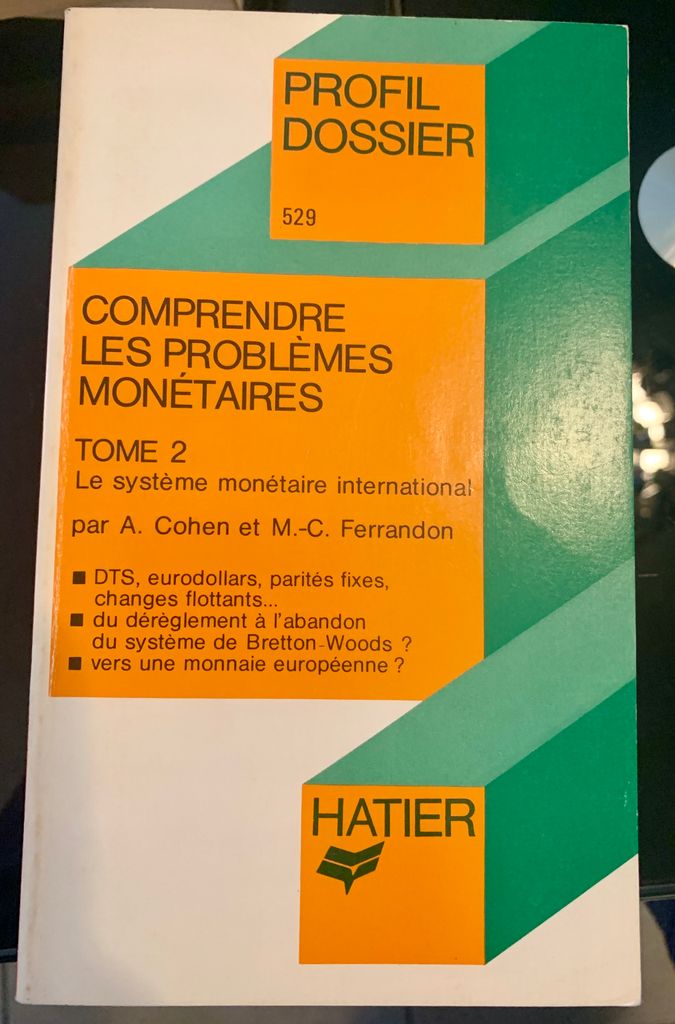 PROFIL
DOSSIER
529
COMPRENDRE
LES PROBLÈMES
MONÉTAIRES
TOME 2
Le système monétaire international
par A. Cohen et M.-C. Ferrandon
■ DTS, eurodollars, parités fixes,
changes flottants...
■ du dérèglement à l'abandon
du système de Bretton-Woods ?
■ vers une monnaie européenne ?
HATIER